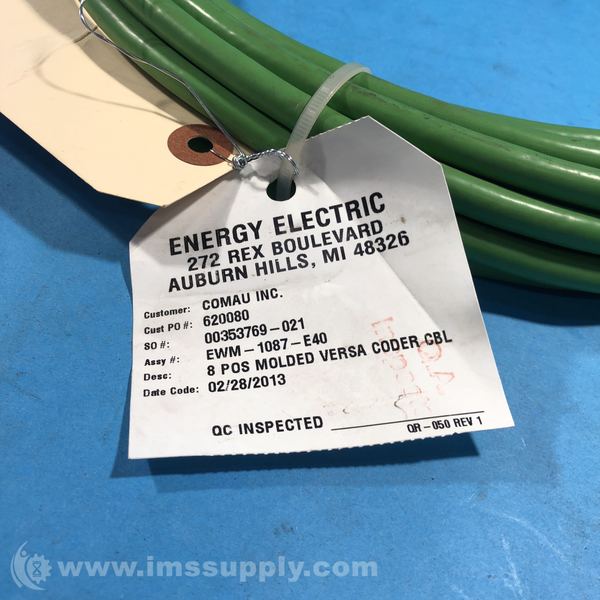 ENERGY ELECTRIC
272 REX BOULEVARD
AUBURN HILLS, MI 48326
Customer: COMAU INC.
Cust PO #: 620080
SO #: 00353769-021
Assy #: EWM-1087-E40
Desc: 8 POS MOLDED VERSA CODER CBL
Date Code: 02/28/2013
QC INSPECTED
QR-050 REV 1
www.imssupply.com